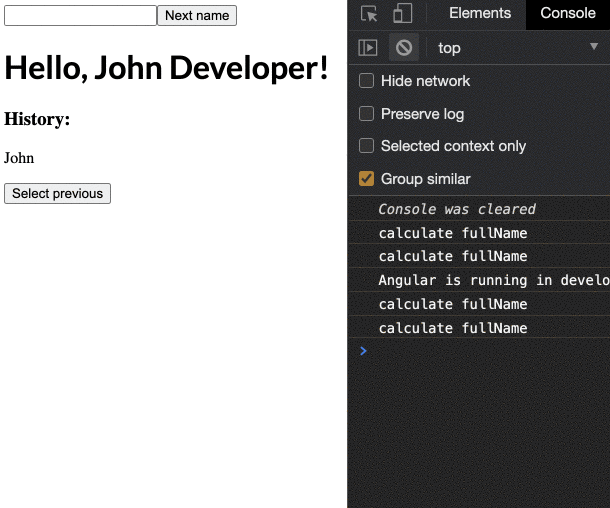 Next name
Hello, John Developer!
History:
John
Select previous
Elements Console
top
Hide network
Preserve log
Selected context only
Group similar
Console was cleared
calculate fullName
calculate fullName
Angular is running in develo
calculate fullName
calculate fullName